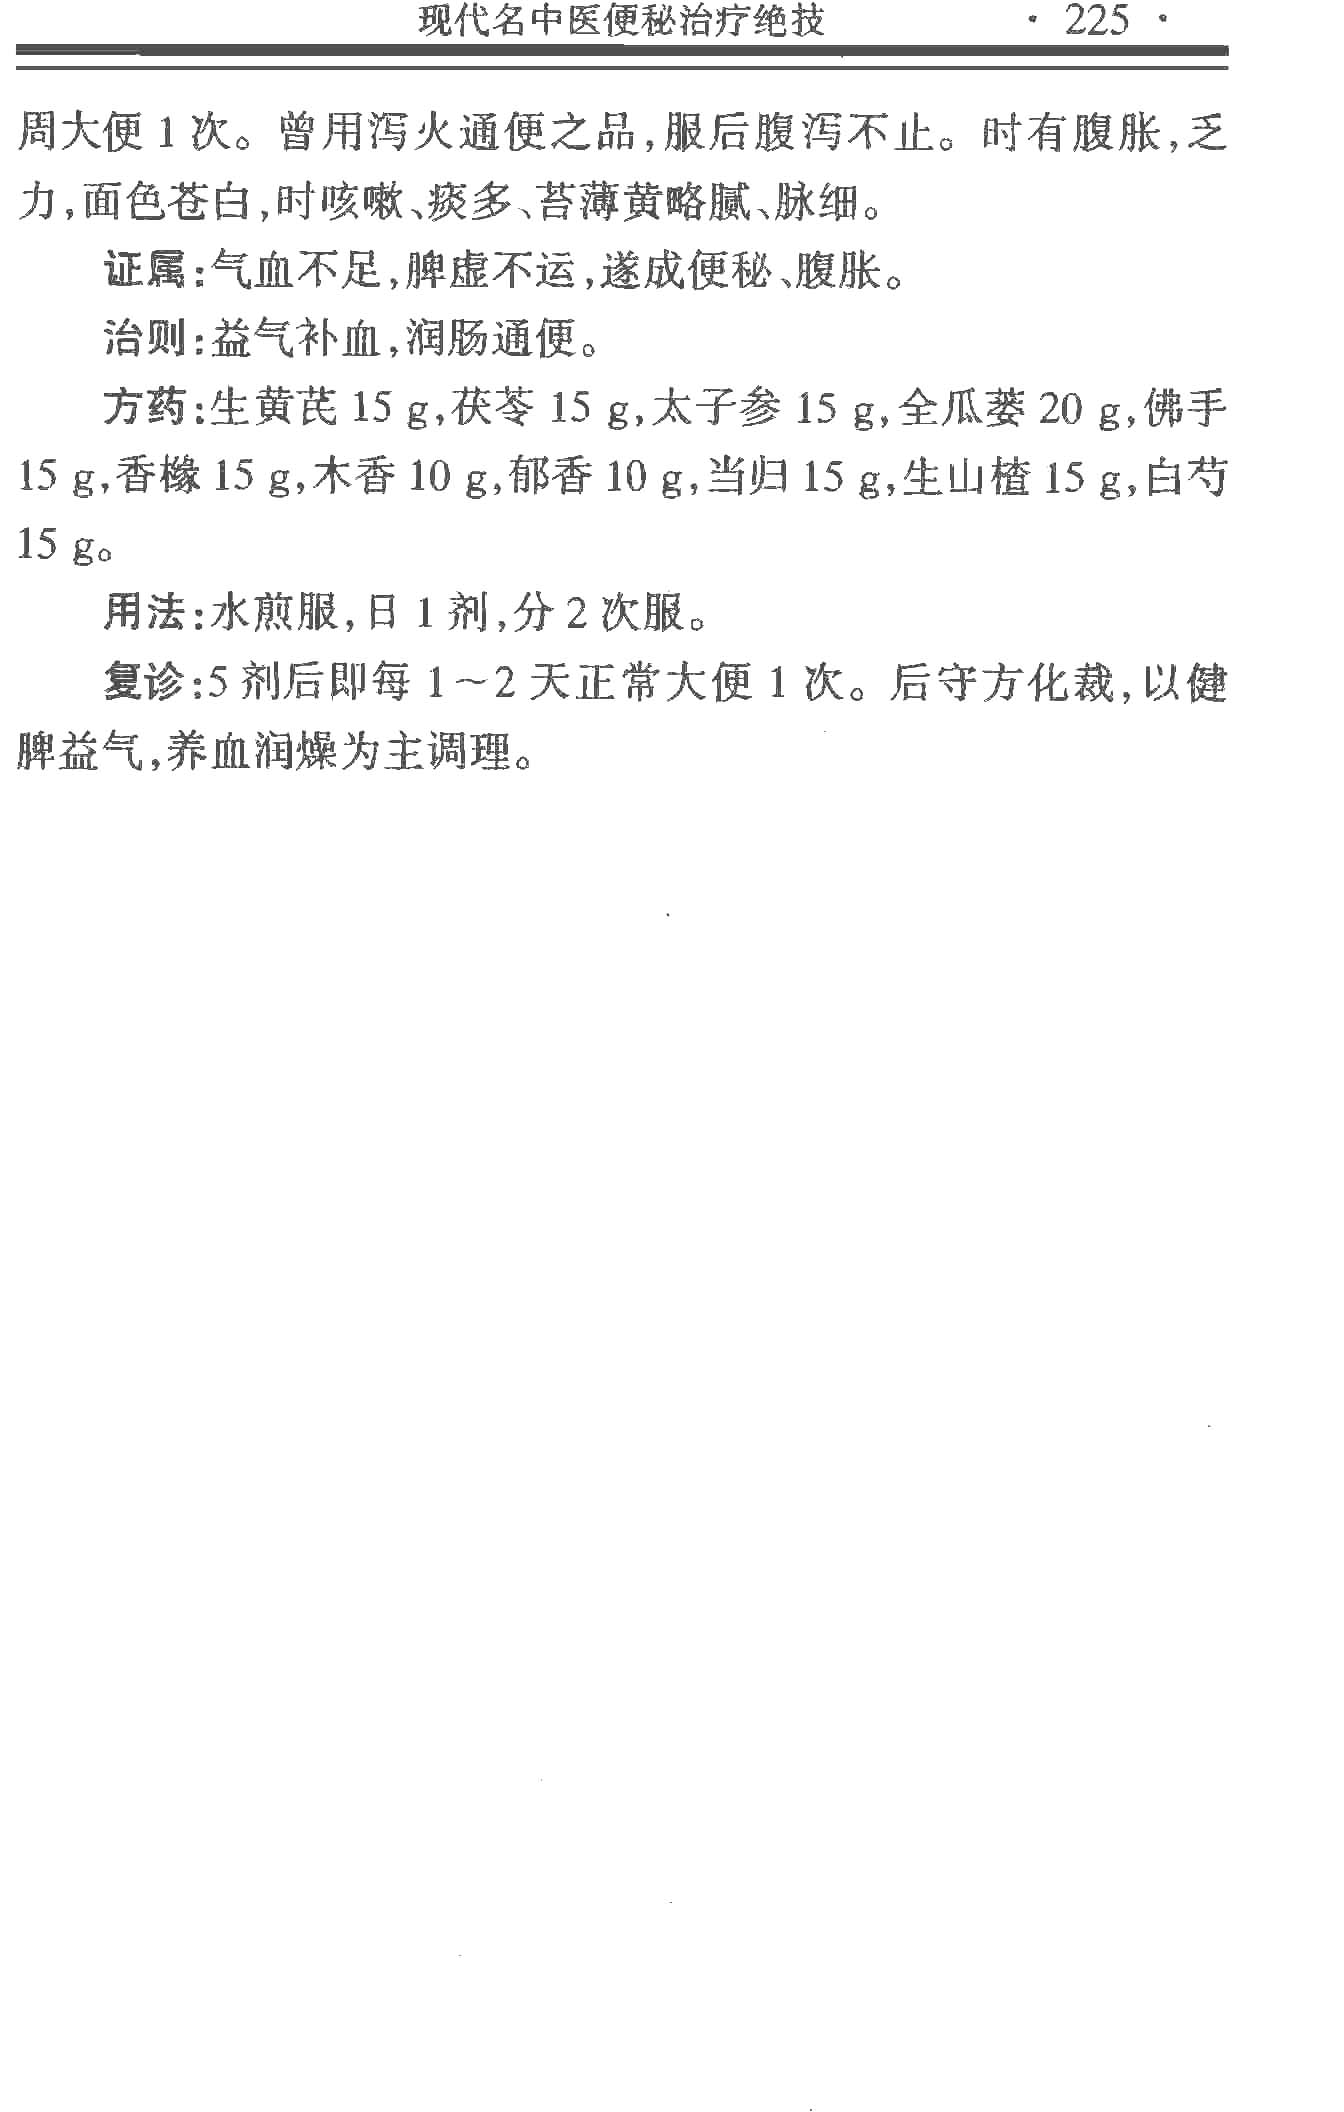 现代名中医便秘治疗绝技 · 225 ·
周大便 1 次。曾用泻火通便之品,服后腹泻不止。时有腹胀,乏
力,面色苍白,时咳嗽、痰多、苔薄黄略腻、脉细。
证属:气血不足,脾虚不运,遂成便秘、腹胀。
治则:益气补血,润肠通便。
方药:生黄芪 15 g,茯苓 15 g,太子参 15 g,全瓜蒌 20 g,佛手
15 g,香橼 15 g,木香 10 g,郁香 10 g,当归 15 g,生山楂 15 g,白芍
15 g。
用法:水煎服,日 1 剂,分 2 次服。
复诊:5 剂后即每 1～2 天正常大便 1 次。后守方化裁,以健
脾益气,养血润燥为主调理。